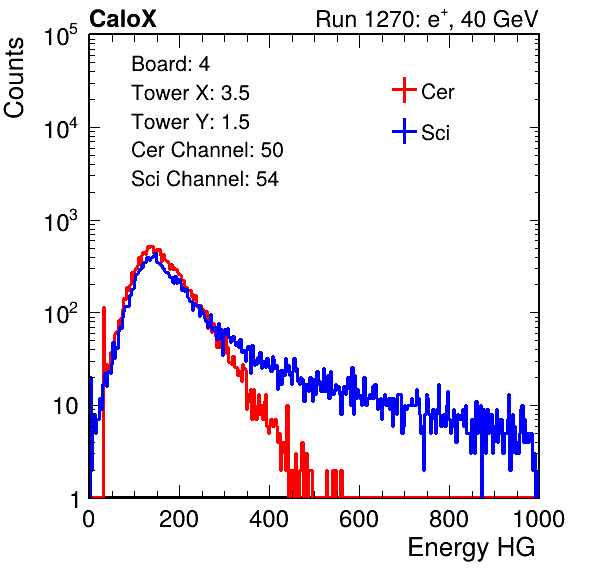 CaloX Run 1270: e⁺, 40 GeV
Counts
10⁵
10⁴
10³
10²
10
1
Board: 4
Tower X: 3.5
Tower Y: 1.5
Cer Channel: 50
Sci Channel: 54
Cer
Sci
0 200 400 600 800 1000
Energy HG